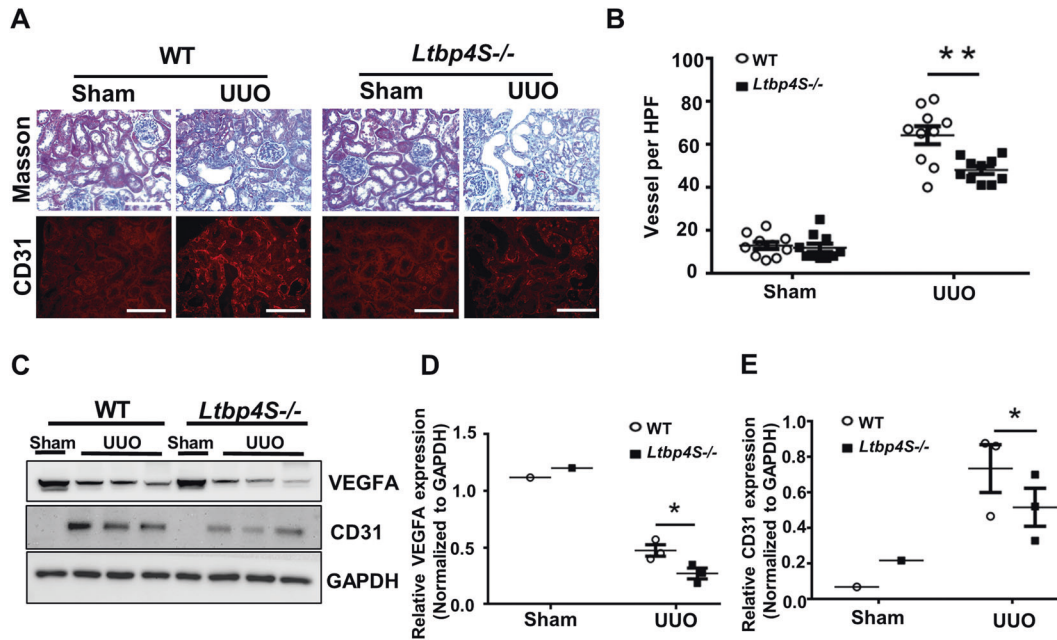 A
WT
Ltbp4S-/-
Sham
UUO
Sham
UUO
Masson
CD31
B
WT
Ltbp4S-/-
**
Vessel per HPF
100
80
60
40
20
0
Sham
UUO
C
WT
Ltbp4S-/-
Sham
UUO
Sham
UUO
VEGFA
CD31
GAPDH
D
WT
Ltbp4S-/-
*
Relative VEGFA expression
(Normalized to GAPDH)
1.5
1.0
0.5
0.0
Sham
UUO
E
WT
Ltbp4S-/-
*
Relative CD31 expression
(Normalized to GAPDH)
1.0
0.8
0.6
0.4
0.2
0.0
Sham
UUO